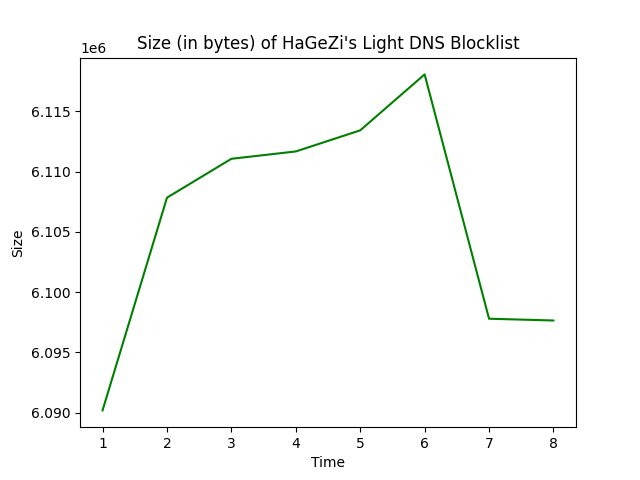 Size (in bytes) of HaGeZi's Light DNS Blocklist
1e6
6.115
6.110
6.105
6.100
6.095
6.090
Size
1 2 3 4 5 6 7 8
Time